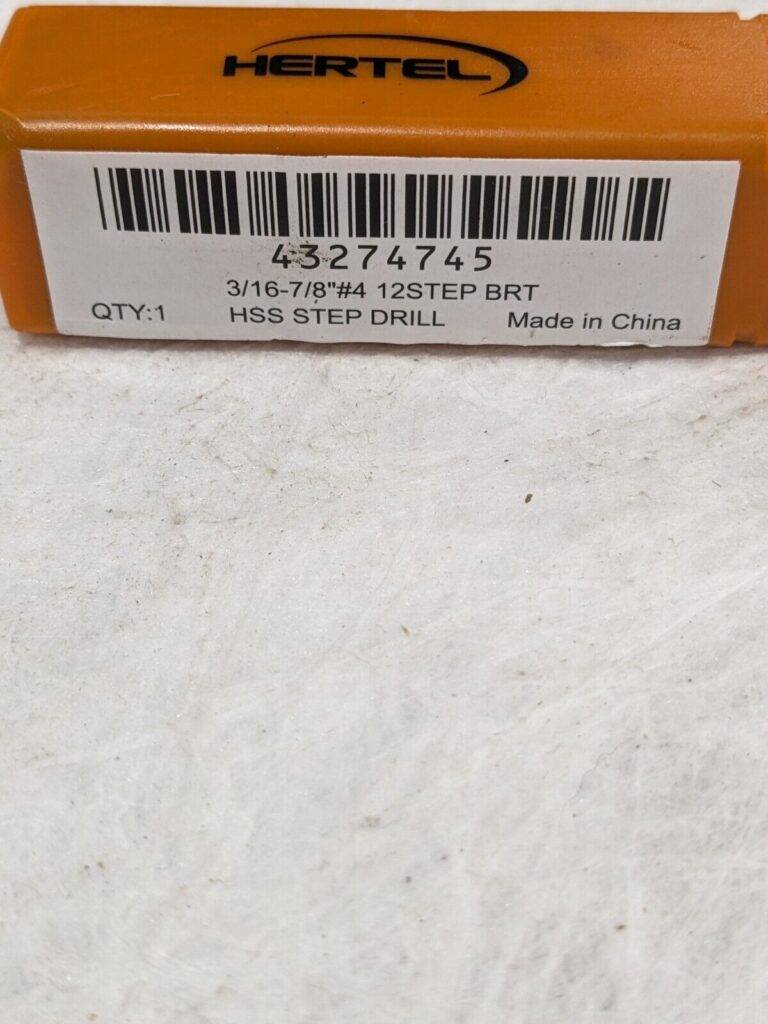 HERTEL
43274745
3/16-7/8"#4 12STEP BRT
QTY:1 HSS STEP DRILL Made in China